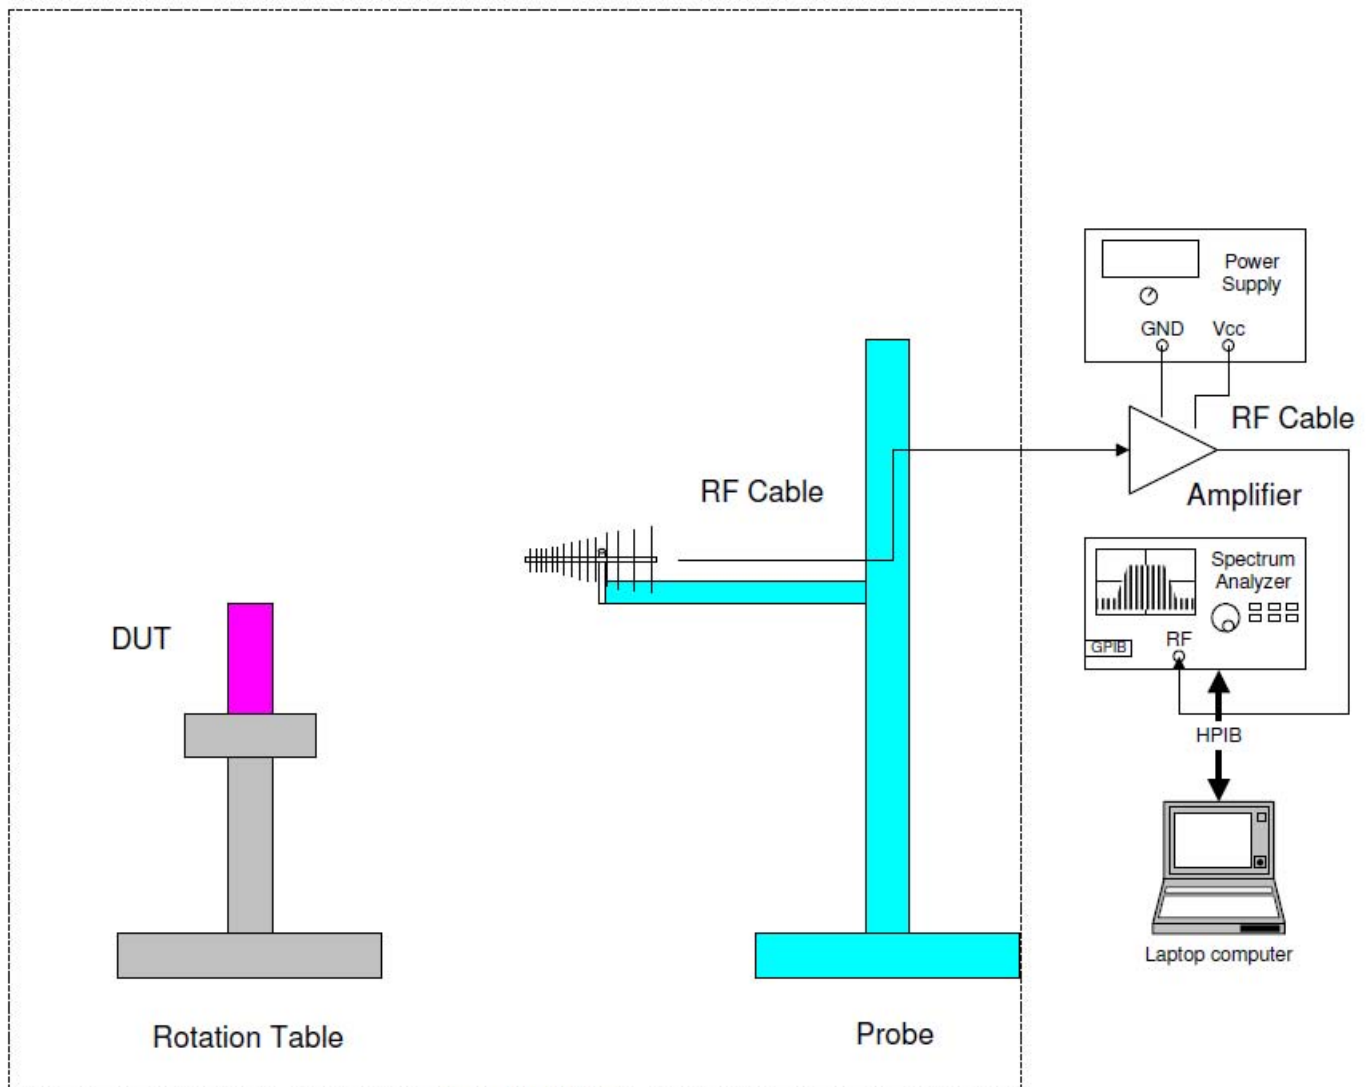 Power
Supply
GND
Vcc
RF Cable
Amplifier
RF Cable
Spectrum
Analyzer
RF
GPIB
DUT
HPIB
Laptop computer
Rotation Table
Probe